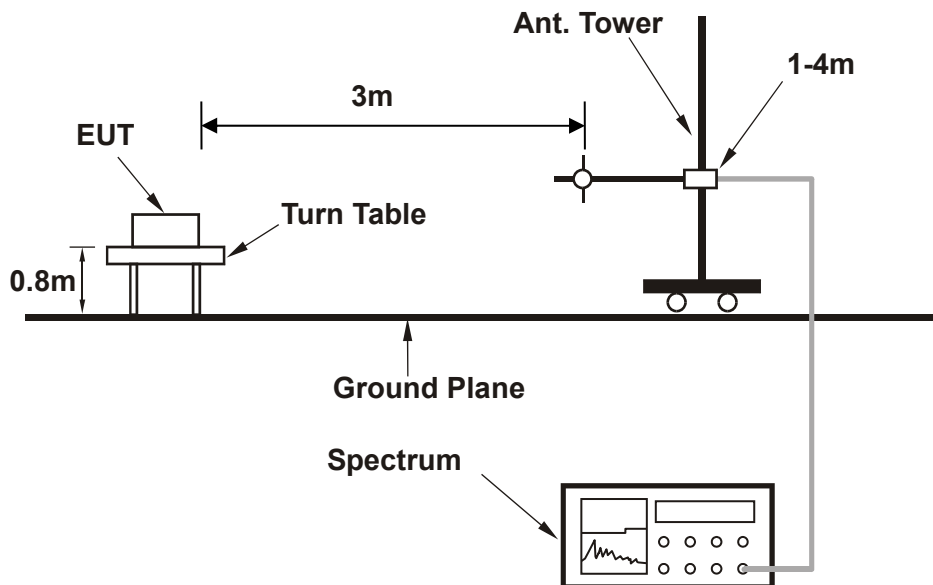 Ant. Tower
1-4m
3m
EUT
Turn Table
0.8m
Ground Plane
Spectrum